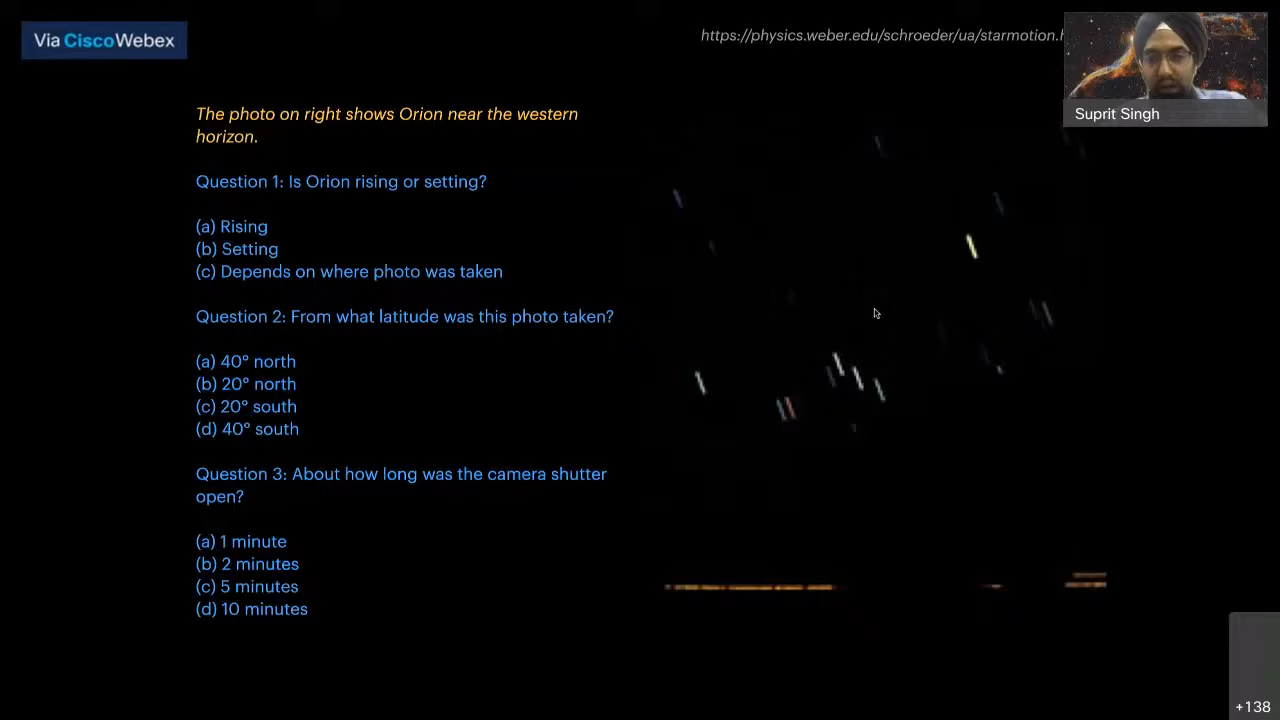 Via CiscoWebex
https://physics.weber.edu/schroeder/ua/starmotion.h
Suprit Singh
The photo on right shows Orion near the western
horizon.
Question 1: Is Orion rising or setting?
(a) Rising
(b) Setting
(c) Depends on where photo was taken
Question 2: From what latitude was this photo taken?
(a) 40° north
(b) 20° north
(c) 20° south
(d) 40° south
Question 3: About how long was the camera shutter
open?
(a) 1 minute
(b) 2 minutes
(c) 5 minutes
(d) 10 minutes
+138